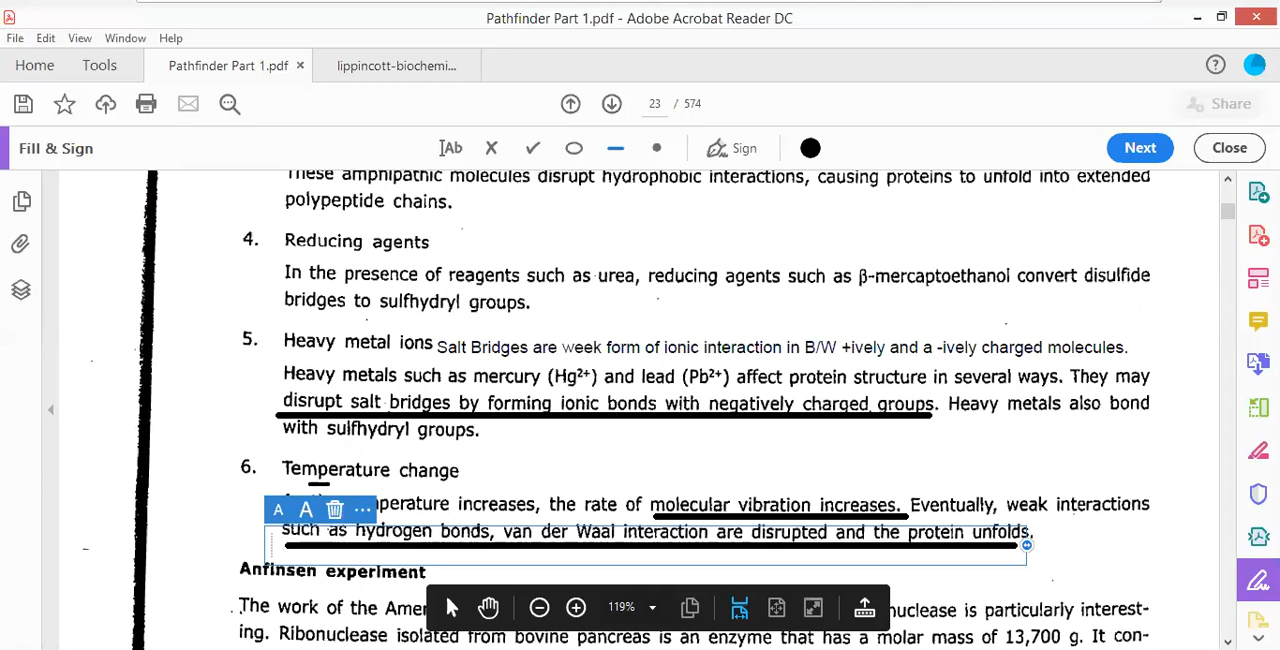 Pathfinder Part 1.pdf - Adobe Acrobat Reader DC
File Edit View Window Help
Home Tools Pathfinder Part 1.pdf × lippincott-biochemi...
23 / 574
Share
Fill & Sign
IAb
Sign
Next
Close
These amphipathic molecules disrupt hydrophobic interactions, causing proteins to unfold into extended
polypeptide chains.
4. Reducing agents
In the presence of reagents such as urea, reducing agents such as β-mercaptoethanol convert disulfide
bridges to sulfhydryl groups.
5. Heavy metal ions Salt Bridges are week form of ionic interaction in B/W +ively and a -ively charged molecules.
Heavy metals such as mercury (Hg²⁺) and lead (Pb²⁺) affect protein structure in several ways. They may
disrupt salt bridges by forming ionic bonds with negatively charged groups. Heavy metals also bond
with sulfhydryl groups.
6. Temperature change
A A
perature increases, the rate of molecular vibration increases. Eventually, weak interactions
such as hydrogen bonds, van der Waal interaction are disrupted and the protein unfolds.
Anfinsen experiment
The work of the Amer nuclease is particularly interest-
ing. Ribonuclease isolated from bovine pancreas is an enzyme that has a molar mass of 13,700 g. It con-
119%